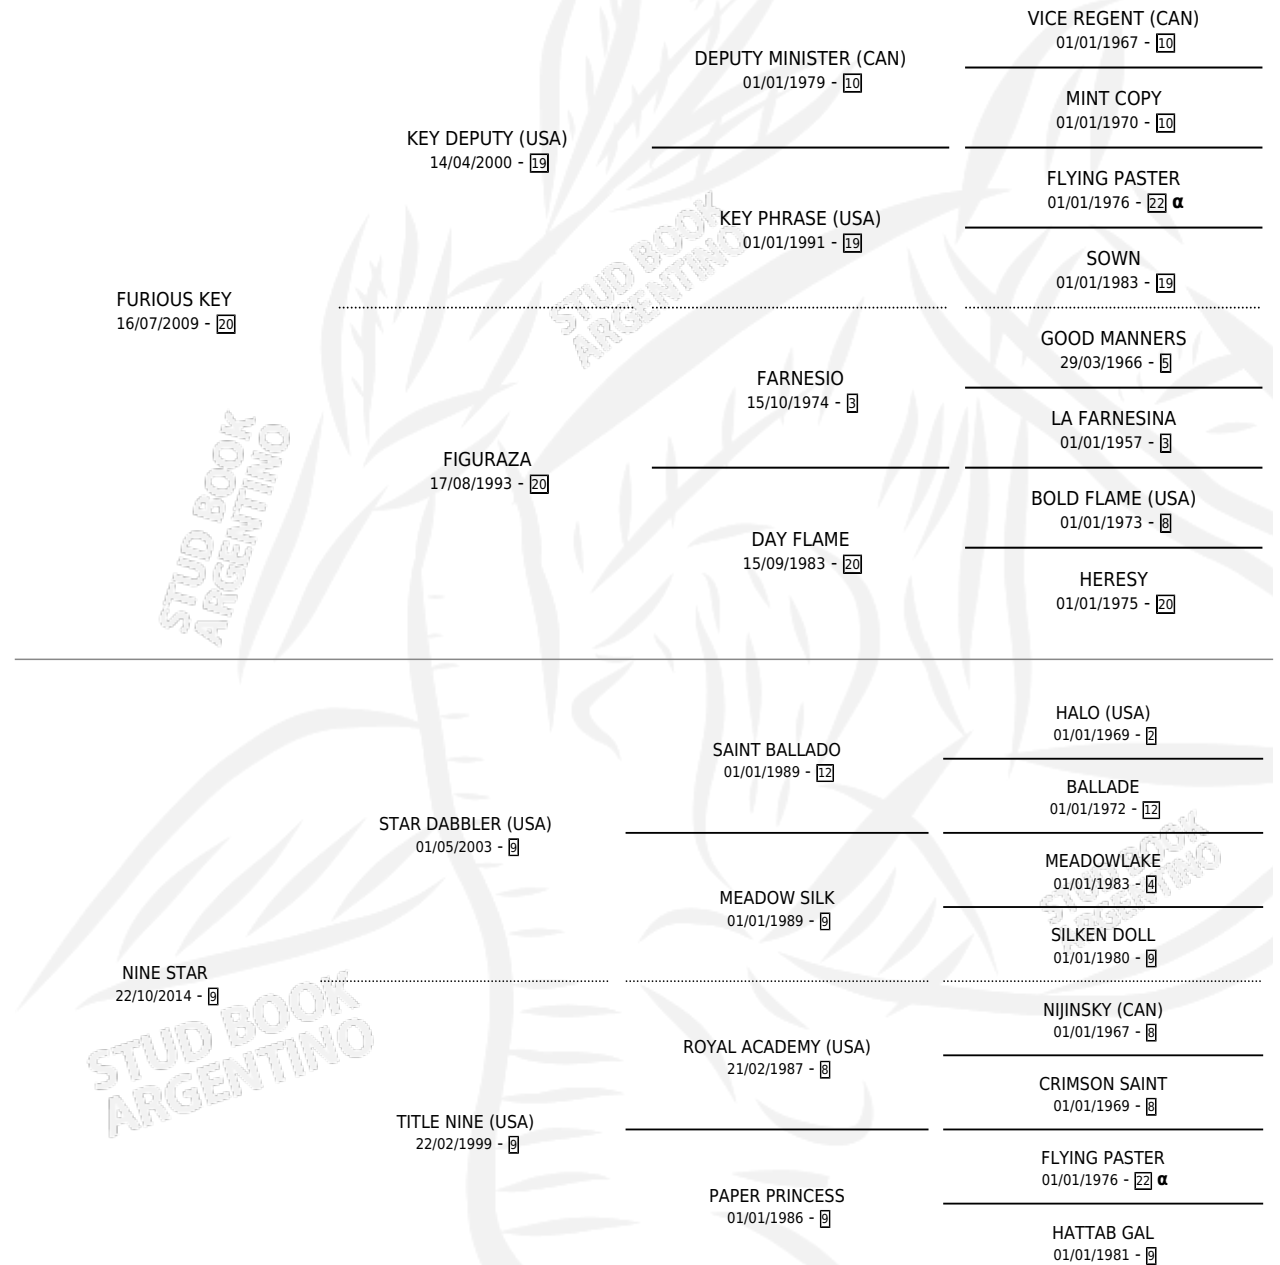 VICE REGENT (CAN)
01/01/1967 - 10
DEPUTY MINISTER (CAN)
01/01/1979 - 10
MINT COPY
01/01/1970 - 10
KEY DEPUTY (USA)
14/04/2000 - 19
FLYING PASTER
01/01/1976 - 22 α
KEY PHRASE (USA)
01/01/1991 - 19
SOWN
01/01/1983 - 19
FURIOUS KEY
16/07/2009 - 20
GOOD MANNERS
29/03/1966 - 5
FARNESIO
15/10/1974 - 3
LA FARNESINA
01/01/1957 - 3
FIGURAZA
17/08/1993 - 20
BOLD FLAME (USA)
01/01/1973 - 8
DAY FLAME
15/09/1983 - 20
HERESY
01/01/1975 - 20
HALO (USA)
01/01/1969 - 2
SAINT BALLADO
01/01/1989 - 12
BALLADE
01/01/1972 - 12
STAR DABBLER (USA)
01/05/2003 - 9
MEADOWLAKE
01/01/1983 - 4
MEADOW SILK
01/01/1989 - 9
SILKEN DOLL
01/01/1980 - 9
NINE STAR
22/10/2014 - 9
NIJINSKY (CAN)
01/01/1967 - 8
ROYAL ACADEMY (USA)
21/02/1987 - 8
CRIMSON SAINT
01/01/1969 - 8
TITLE NINE (USA)
22/02/1999 - 9
FLYING PASTER
01/01/1976 - 22 α
PAPER PRINCESS
01/01/1986 - 9
HATTAB GAL
01/01/1981 - 9
STUD BOOK
ARGENTINO
STUD BOOK
ARGENTINO
STUD BOOK
ARGENTINO
STUD BOOK
ARGENTINO